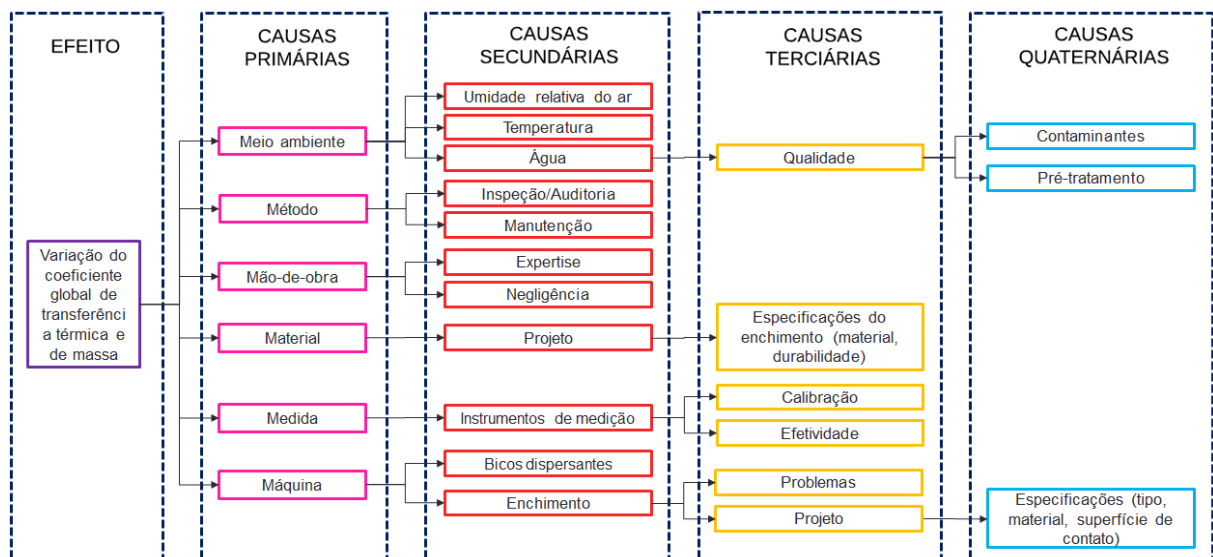 EFEITO
CAUSAS
PRIMÁRIAS
CAUSAS
SECUNDÁRIAS
CAUSAS
TERCIÁRIAS
CAUSAS
QUATERNÁRIAS
Variação do
coeficiente
global de
transferênci
a térmica e
de massa
Meio ambiente
Método
Mão-de-obra
Material
Medida
Máquina
Umidade relativa do ar
Temperatura
Água
Inspeção/Auditoria
Manutenção
Expertise
Negligência
Projeto
Instrumentos de medição
Bicos dispersantes
Enchimento
Qualidade
Especificações do
enchimento (material,
durabilidade)
Calibração
Efetividade
Problemas
Projeto
Contaminantes
Pré-tratamento
Especificações (tipo,
material, superfície de
contato)